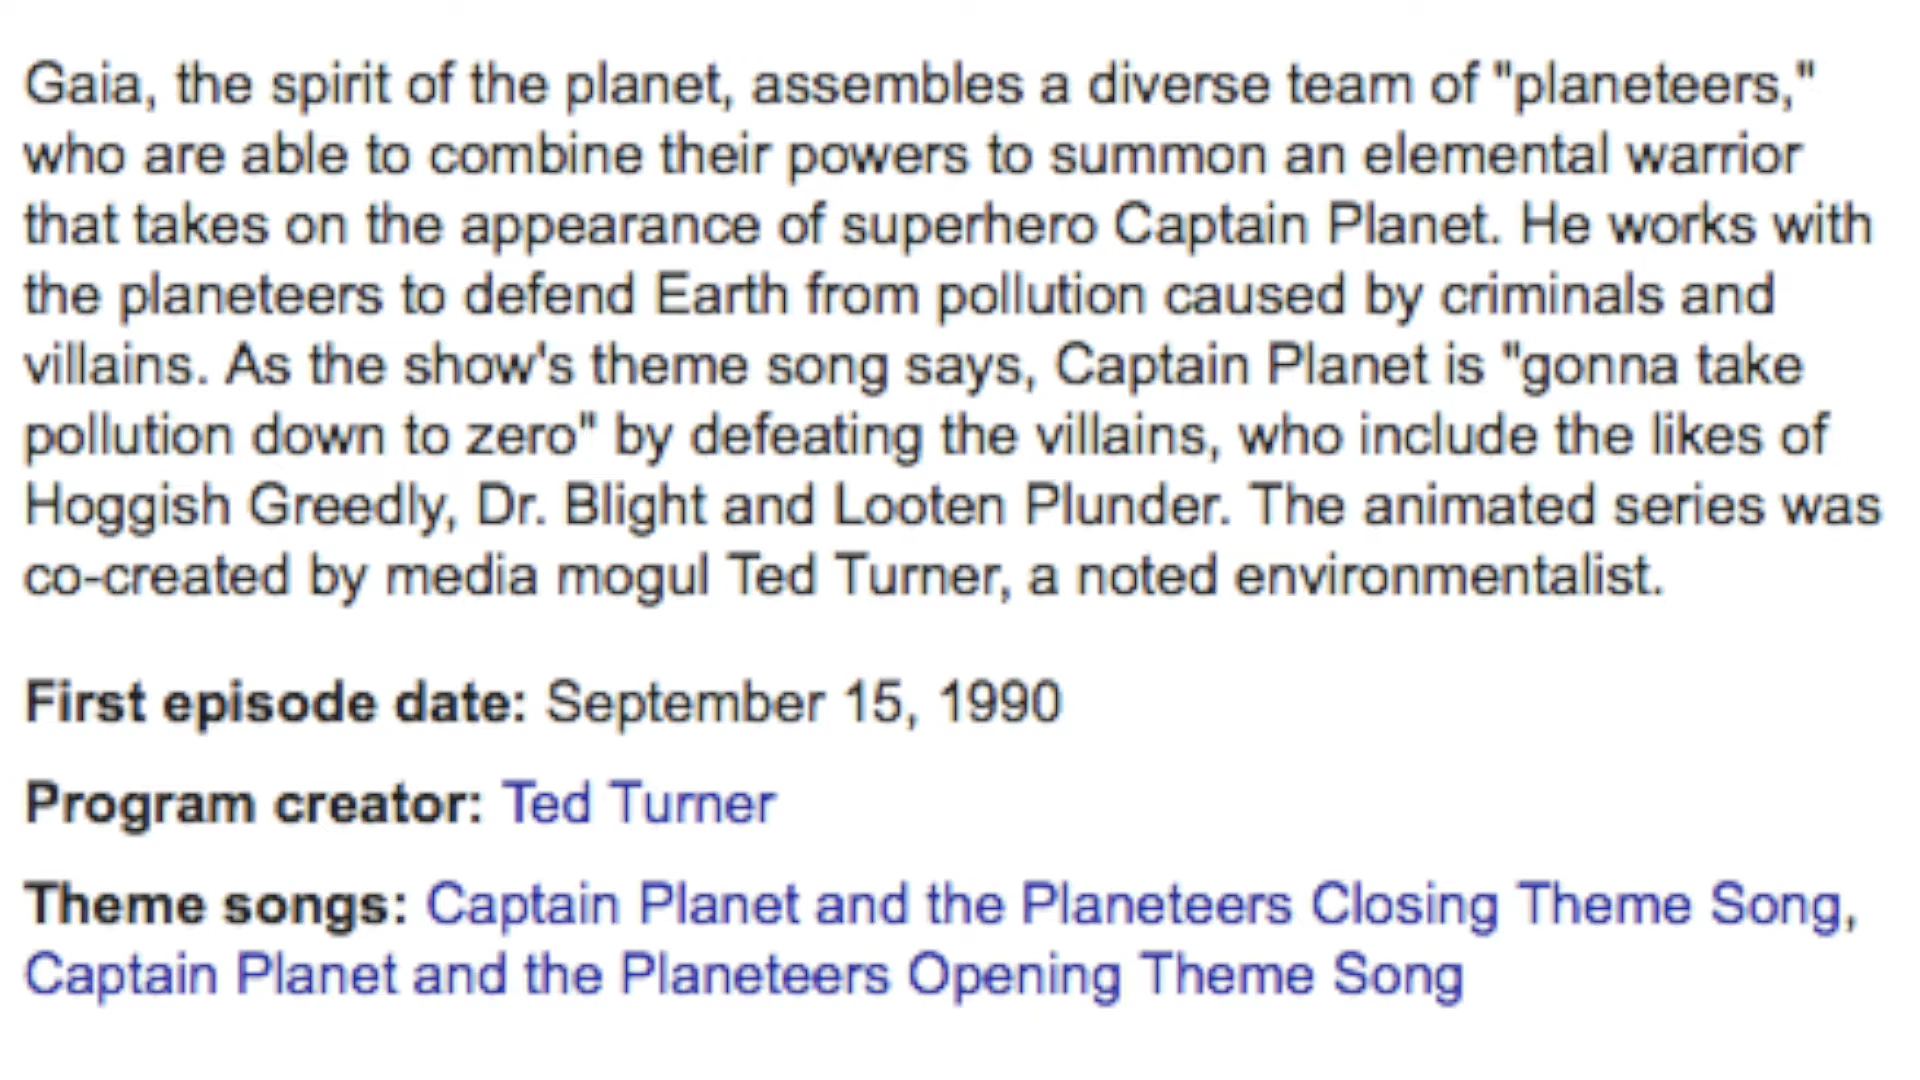 Gaia, the spirit of the planet, assembles a diverse team of "planeteers,"
who are able to combine their powers to summon an elemental warrior
that takes on the appearance of superhero Captain Planet. He works with
the planeteers to defend Earth from pollution caused by criminals and
villains. As the show's theme song says, Captain Planet is "gonna take
pollution down to zero" by defeating the villains, who include the likes of
Hoggish Greedly, Dr. Blight and Looten Plunder. The animated series was
co-created by media mogul Ted Turner, a noted environmentalist.
First episode date: September 15, 1990
Program creator: Ted Turner
Theme songs: Captain Planet and the Planeteers Closing Theme Song,
Captain Planet and the Planeteers Opening Theme Song